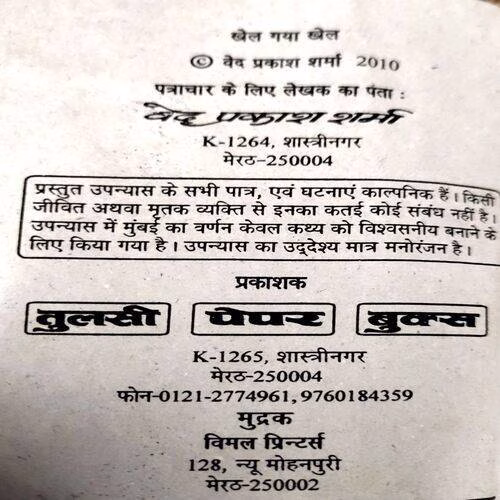 खेल गया खेल
© वेद प्रकाश शर्मा 2010
पत्राचार के लिए लेखक का पता :
वेद प्रकाश शर्मा
K-1264, शास्त्रीनगर
मेरठ-250004
प्रस्तुत उपन्यास के सभी पात्र, एवं घटनाएं काल्पनिक हैं। किसी
जीवित अथवा मृतक व्यक्ति से इनका कतई कोई संबंध नहीं है।
उपन्यास में मुंबई का वर्णन केवल कथ्य को विश्वसनीय बनाने के
लिए किया गया है। उपन्यास का उद्देश्य मात्र मनोरंजन है।
प्रकाशक
तुलसी पेपर बुक्स
K-1265, शास्त्रीनगर
मेरठ-250004
फोन-0121-2774961, 9760184359
मुद्रक
विमल प्रिन्टर्स
128, न्यू मोहनपुरी
मेरठ-250002